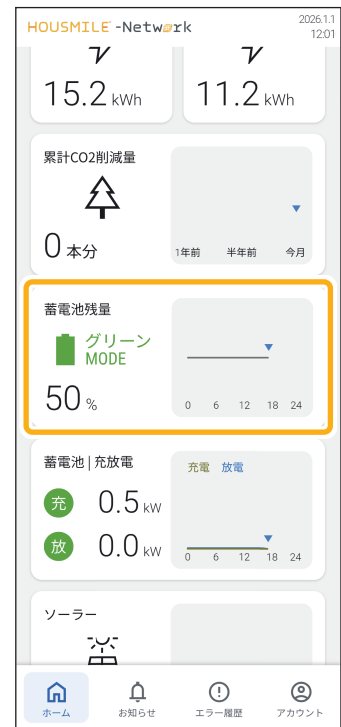 HOUSMILE -Network
2026.1.1
12:01
15.2 kWh
11.2 kWh
累計CO2削減量
0 本分
1年前 半年前 今月
蓄電池残量
グリーン
MODE
50 %
0 6 12 18 24
蓄電池 | 充放電
充 0.5 kW
放 0.0 kW
充電 放電
0 6 12 18 24
ソーラー
ホーム
お知らせ
エラー履歴
アカウント